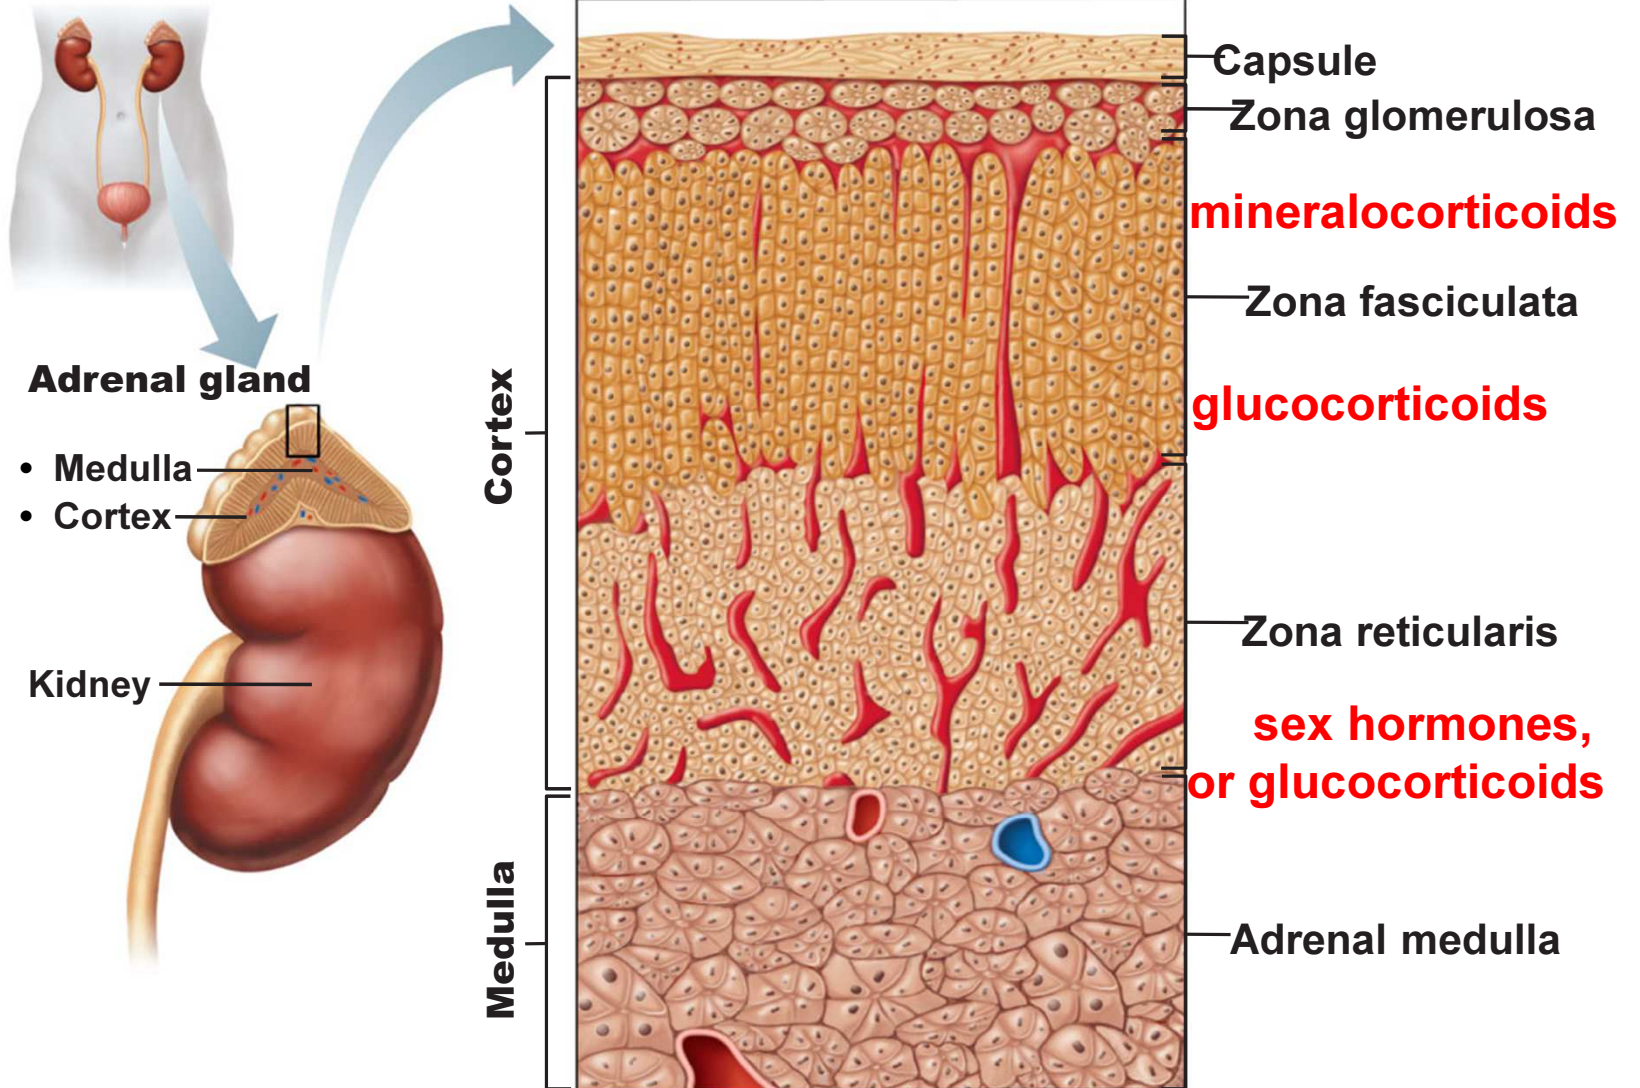 Adrenal gland
• Medulla
• Cortex
Kidney
Cortex
Medulla
Capsule
Zona glomerulosa
mineralocorticoids
Zona fasciculata
glucocorticoids
Zona reticularis
sex hormones,
or glucocorticoids
Adrenal medulla